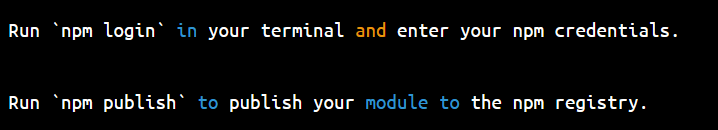 Run `npm login` in your terminal and enter your npm credentials.
Run `npm publish` to publish your module to the npm registry.